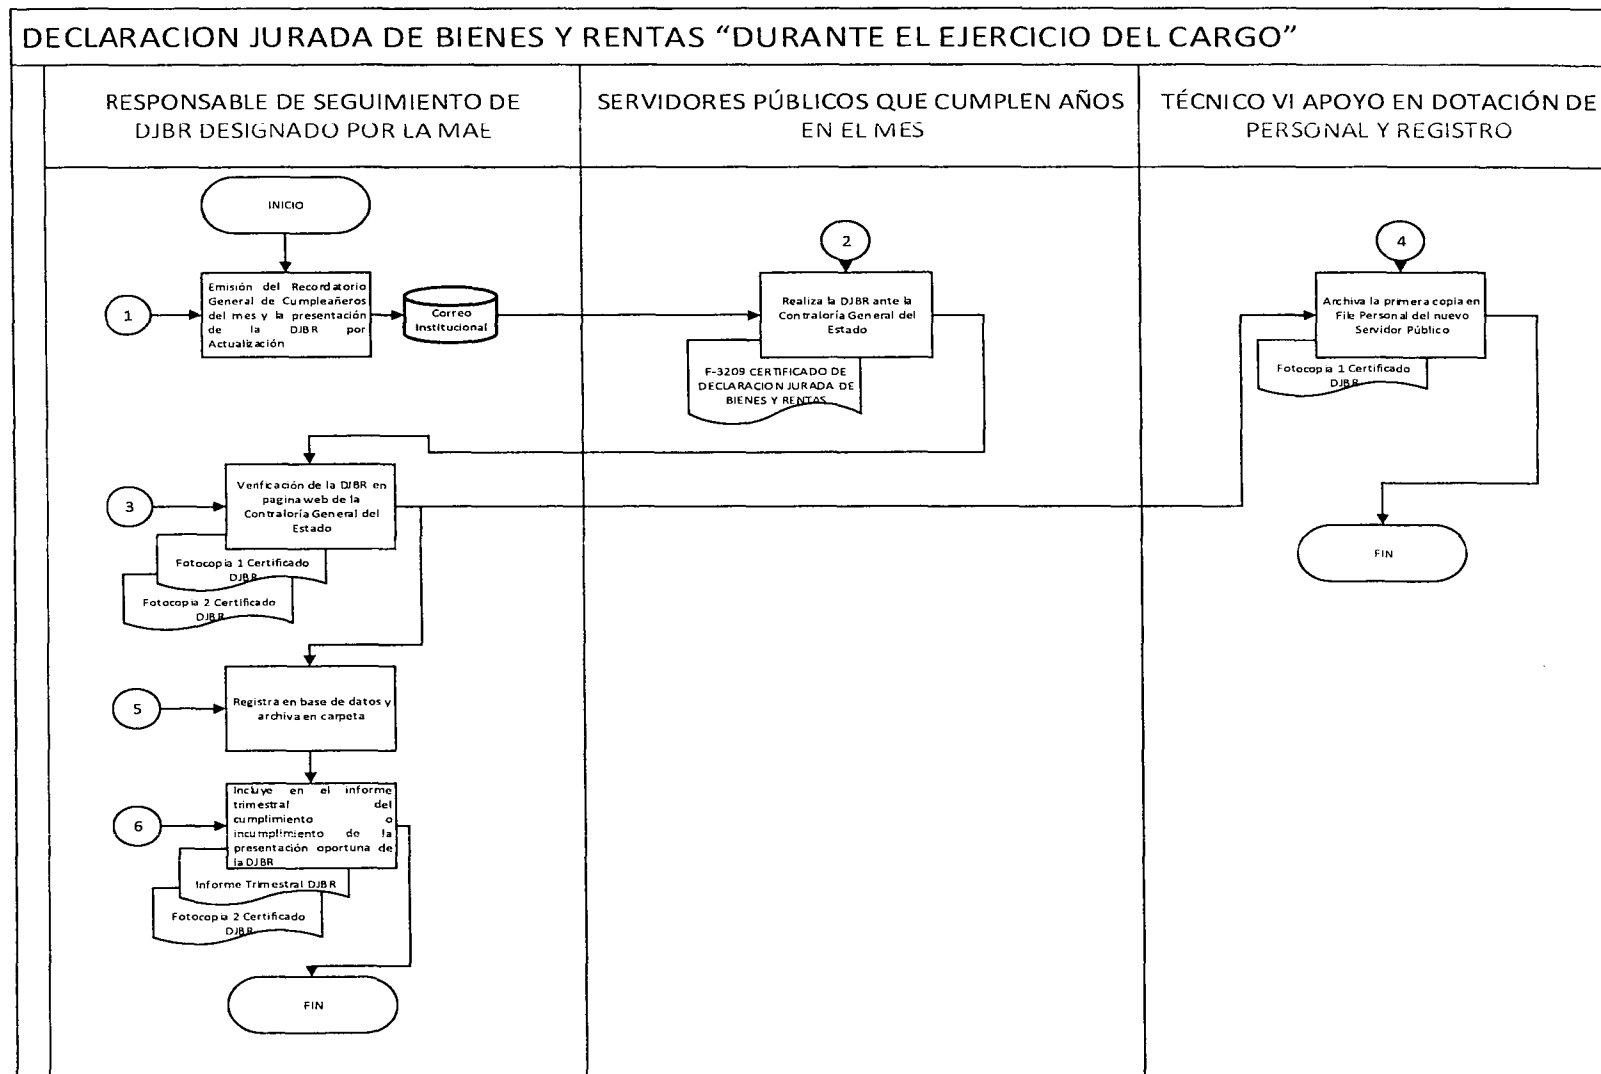 DECLARACION JURADA DE BIENES Y RENTAS “DURANTE EL EJERCICIO DEL CARGO”
RESPONSABLE DE SEGUIMIENTO DE
DJBR DESIGNADO POR LA MAE
SERVIDORES PÚBLICOS QUE CUMPLEN AÑOS
EN EL MES
TÉCNICO VI APOYO EN DOTACIÓN DE
PERSONAL Y REGISTRO
INICIO
1
Emisión del Recordatorio
General de Cumpleañeros
del mes y la presentación
de la DJBR por
Actualización
Correo
Institucional
2
Realiza la DJBR ante la
Contraloría General del
Estado
F-3209 CERTIFICADO DE
DECLARACION JURADA DE
BIENES Y RENTAS
4
Archiva la primera copia en
File Personal del nuevo
Servidor Público
Fotocopia 1 Certificado
DJBR
FIN
3
Verificación de la DJBR en
pagina web de la
Contraloría General del
Estado
Fotocopia 1 Certificado
DJBR
Fotocopia 2 Certificado
DJBR
5
Registra en base de datos y
archiva en carpeta
6
Incluye en el informe
trimestral del
cumplimiento o
incumplimiento de la
presentación oportuna de
la DJBR
Informe Trimestral DJBR
Fotocopia 2 Certificado
DJBR
FIN